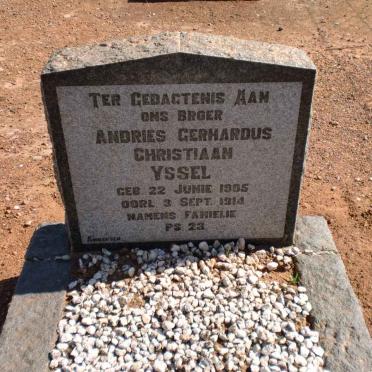 TER GEDAGTENIS AAN
ONS BROER
ANDRIES GERHARDUS
CHRISTIAAN
YSSEL
GEB 22 JUNIE 1905
OORL 3 SEPT. 1914
NAMENS FAMIELIE
PS 23